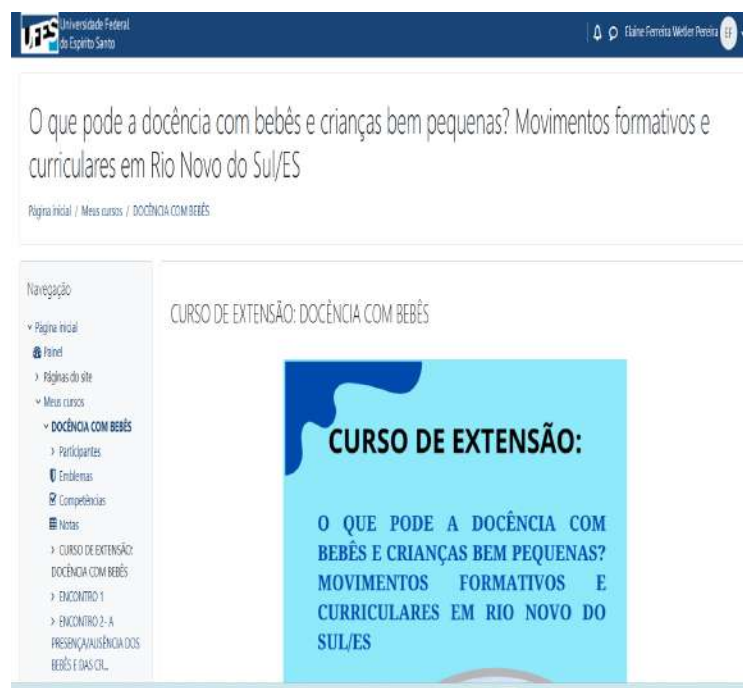 UFES
Universidade Federal
do Espírito Santo
Elaine Ferreira Wetler Pereira
EF
O que pode a docência com bebês e crianças bem pequenas? Movimentos formativos e
curriculares em Rio Novo do Sul/ES
Página inicial / Meus cursos / DOCÊNCIA COM BEBÊS
Navegação
Página inicial
Painel
Páginas do site
Meus cursos
DOCÊNCIA COM BEBÊS
Participantes
Emblemas
Competências
Notas
CURSO DE EXTENSÃO:
DOCÊNCIA COM BEBÊS
ENCONTRO 1
ENCONTRO 2- A
PRESENÇA/AUSÊNCIA DOS
BEBÊS E DAS CR...
CURSO DE EXTENSÃO: DOCÊNCIA COM BEBÊS
CURSO DE EXTENSÃO:
O QUE PODE A DOCÊNCIA COM
BEBÊS E CRIANÇAS BEM PEQUENAS?
MOVIMENTOS FORMATIVOS E
CURRICULARES EM RIO NOVO DO
SUL/ES